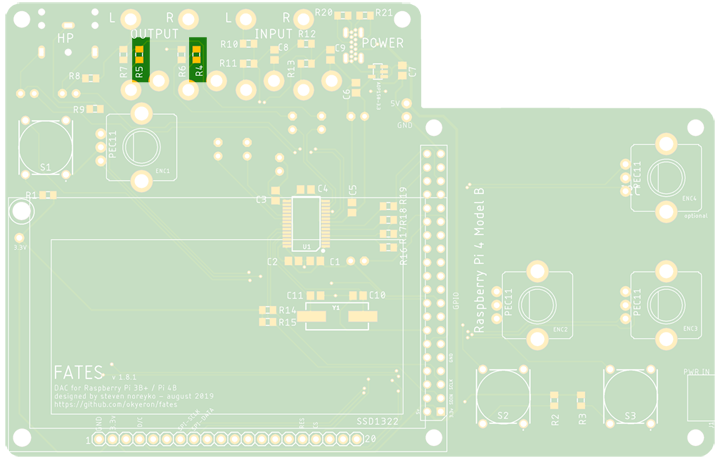 L R L R R20 R21
OUTPUT INPUT
HP R10 R12 C8 C9 POWER
R7 R5 R6 R4 R11 R13 C7
R8 C6
5V
R9 GND
PEC11 ENC1
S1
PEC11 ENC4
optional
R1 C3 C4 C5 R19
R18
R17
R16
U1
3.3V C2 C1
Raspberry Pi 4 Model B
GPIO
C11 Y1 C10
R14
R15
PEC11 ENC2
PEC11 ENC3
FATES v 1.8.1
DAC for Raspberry Pi 3B+ / Pi 4B
designed by steven noreyko – august 2019
https://github.com/okyeron/fates
PWR IN
SSD1322
S2 R2 R3 S3
1 20